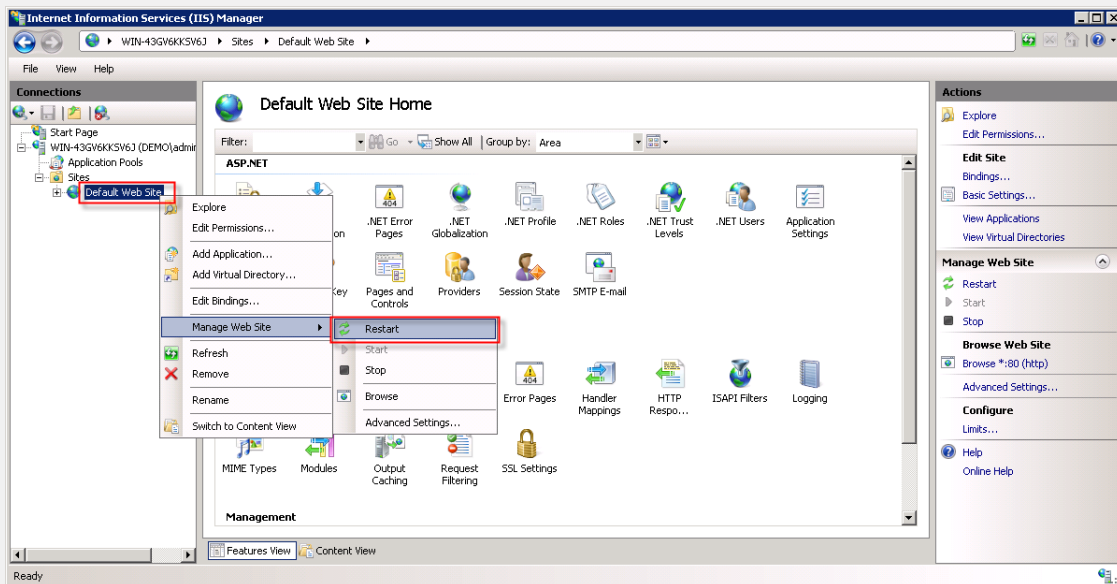 Internet Information Services (IIS) Manager
WIN-43GV6KKSV6J Sites Default Web Site
File View Help
Connections
Start Page
WIN-43GV6KKSV6J (DEMO\admir
Application Pools
Sites
Default Web Site
Explore
Edit Permissions...
Add Application...
Add Virtual Directory...
Edit Bindings...
Manage Web Site
Refresh
Remove
Rename
Switch to Content View
Restart
Start
Stop
Browse
Advanced Settings...
Default Web Site Home
Filter: Go Show All Group by: Area
ASP.NET
on
.NET Error Pages
.NET Globalization
.NET Profile
.NET Roles
.NET Trust Levels
.NET Users
Application Settings
Key
Pages and Controls
Providers
Session State
SMTP E-mail
404
404
Error Pages
Handler Mappings
HTTP Respo...
ISAPI Filters
Logging
MIME Types
Modules
Output Caching
Request Filtering
SSL Settings
Management
Features View Content View
Actions
Explore
Edit Permissions...
Edit Site
Bindings...
Basic Settings...
View Applications
View Virtual Directories
Manage Web Site
Restart
Start
Stop
Browse Web Site
Browse *:80 (http)
Advanced Settings...
Configure
Limits...
Help
Online Help
Ready